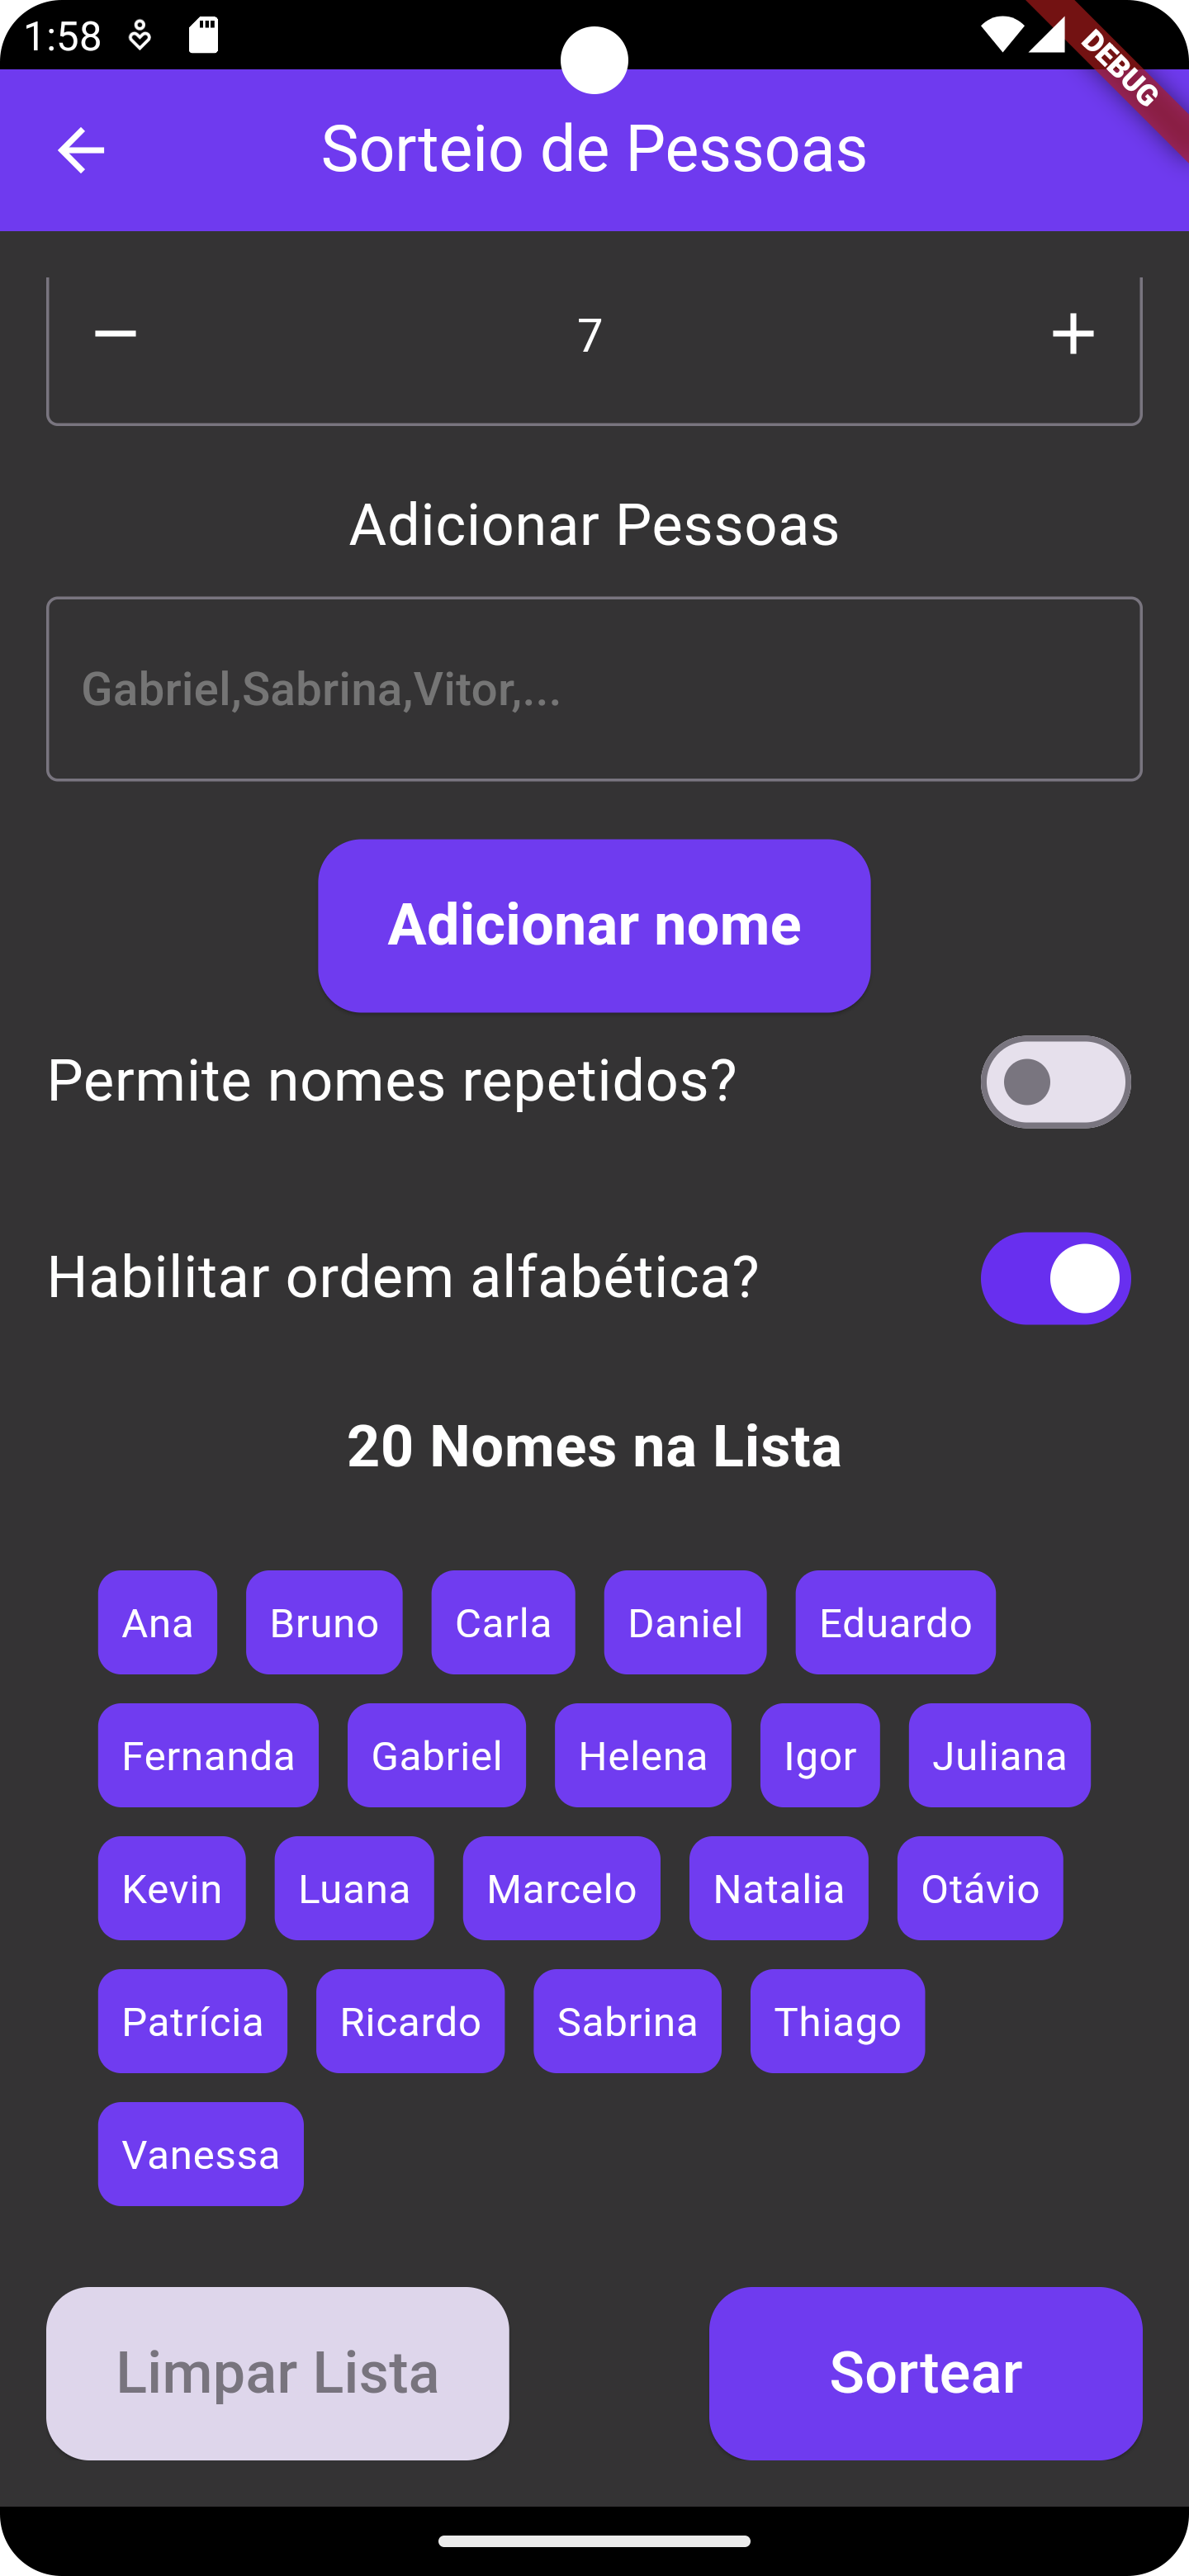 1:58
DEBUG
Sorteio de Pessoas
7
Adicionar Pessoas
Gabriel,Sabrina,Vitor,...
Adicionar nome
Permite nomes repetidos?
Habilitar ordem alfabética?
20 Nomes na Lista
Ana Bruno Carla Daniel Eduardo
Fernanda Gabriel Helena Igor Juliana
Kevin Luana Marcelo Natalia Otávio
Patrícia Ricardo Sabrina Thiago
Vanessa
Limpar Lista Sortear